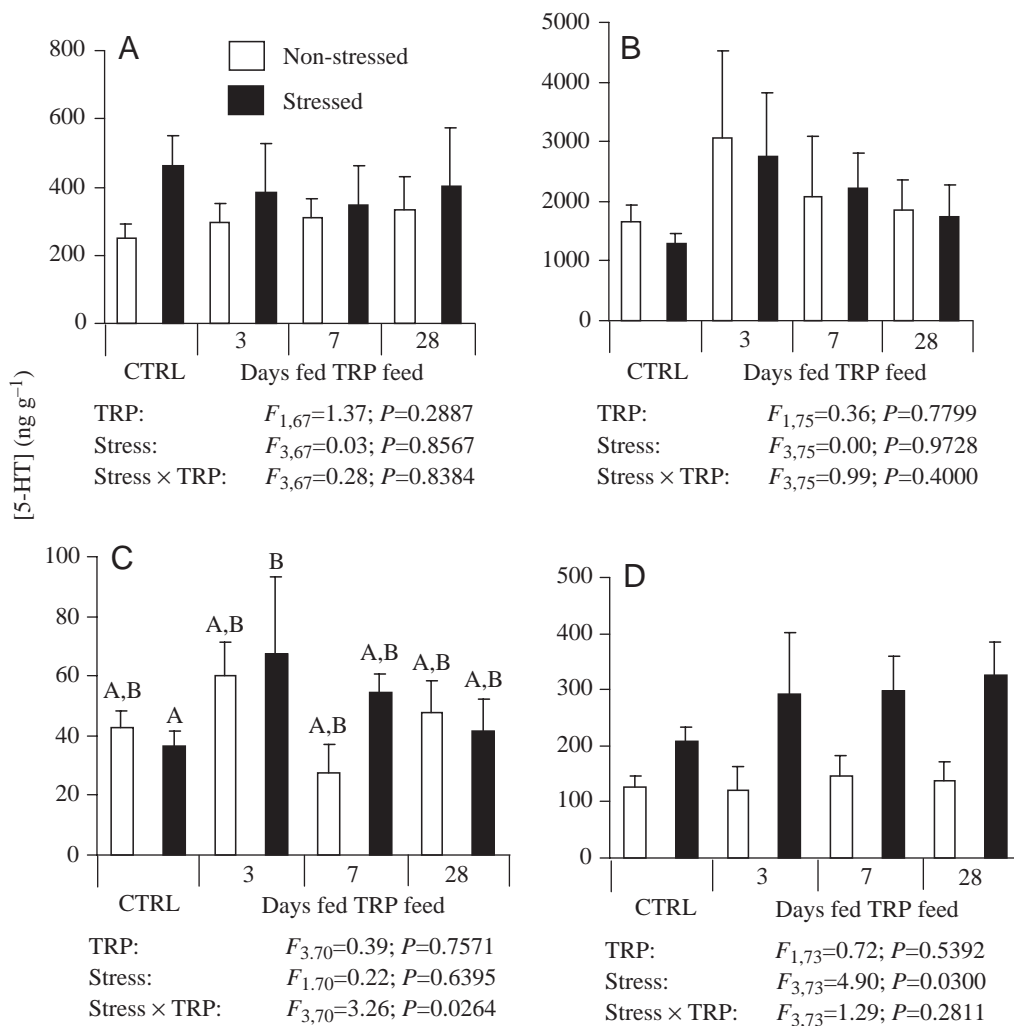 [5-HT] (ng g⁻¹)
A
Non-stressed
Stressed
800
600
400
200
0
3 7 28
CTRL Days fed TRP feed
TRP: F1,67=1.37; P=0.2887
Stress: F3,67=0.03; P=0.8567
Stress × TRP: F3,67=0.28; P=0.8384
B
5000
4000
3000
2000
1000
0
3 7 28
CTRL Days fed TRP feed
TRP: F1,75=0.36; P=0.7799
Stress: F3,75=0.00; P=0.9728
Stress × TRP: F3,75=0.99; P=0.4000
C
100
80
60
40
20
0
A,B A A,B B A,B A,B A,B A,B
3 7 28
CTRL Days fed TRP feed
TRP: F3.70=0.39; P=0.7571
Stress: F1.70=0.22; P=0.6395
Stress × TRP: F3,70=3.26; P=0.0264
D
500
400
300
200
100
0
3 7 28
CTRL Days fed TRP feed
TRP: F1,73=0.72; P=0.5392
Stress: F3,73=4.90; P=0.0300
Stress × TRP: F3,73=1.29; P=0.2811